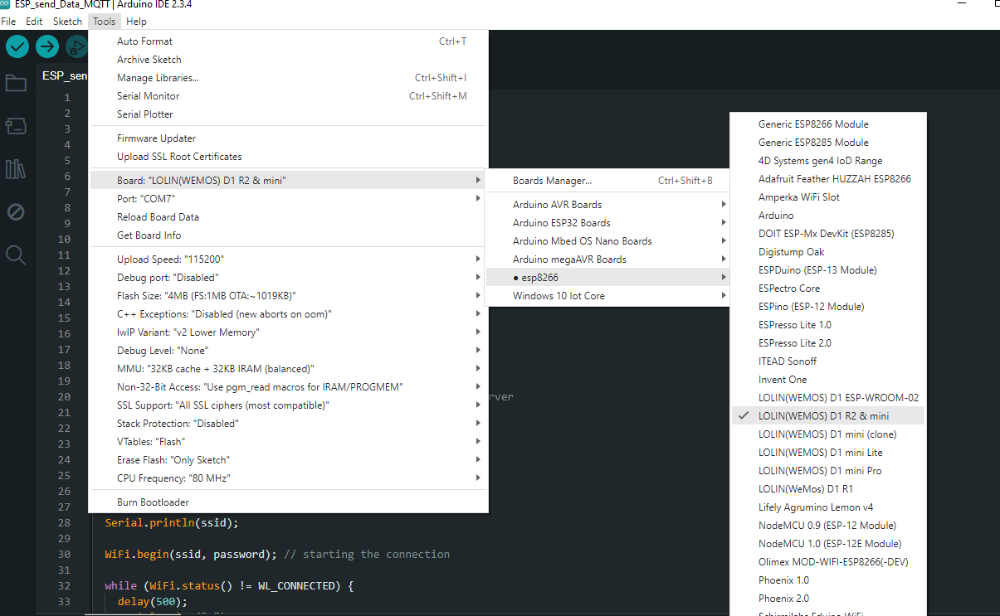 ESP_send_Data_MQTT | Arduino IDE 2.3.4
File Edit Sketch Tools Help
ESP_sen
Auto Format Ctrl+T
Archive Sketch
Manage Libraries... Ctrl+Shift+I
Serial Monitor Ctrl+Shift+M
Serial Plotter
Firmware Updater
Upload SSL Root Certificates
Board: "LOLIN(WEMOS) D1 R2 & mini"
Port: "COM7"
Reload Board Data
Get Board Info
Upload Speed: "115200"
Debug port: "Disabled"
Flash Size: "4MB (FS:1MB OTA:~1019KB)"
C++ Exceptions: "Disabled (new aborts on oom)"
lwIP Variant: "v2 Lower Memory"
Debug Level: "None"
MMU: "32KB cache + 32KB IRAM (balanced)"
Non-32-Bit Access: "Use pgm_read macros for IRAM/PROGMEM"
SSL Support: "All SSL ciphers (most compatible)"
Stack Protection: "Disabled"
VTables: "Flash"
Erase Flash: "Only Sketch"
CPU Frequency: "80 MHz"
Burn Bootloader
Boards Manager... Ctrl+Shift+B
Arduino AVR Boards
Arduino ESP32 Boards
Arduino Mbed OS Nano Boards
Arduino megaAVR Boards
● esp8266
Windows 10 Iot Core
Generic ESP8266 Module
Generic ESP8285 Module
4D Systems gen4 IoD Range
Adafruit Feather HUZZAH ESP8266
Amperka WiFi Slot
Arduino
DOIT ESP-Mx DevKit (ESP8285)
Digistump Oak
ESPDuino (ESP-13 Module)
ESPectro Core
ESPino (ESP-12 Module)
ESPresso Lite 1.0
ESPresso Lite 2.0
ITEAD Sonoff
Invent One
LOLIN(WEMOS) D1 ESP-WROOM-02
LOLIN(WEMOS) D1 R2 & mini
LOLIN(WEMOS) D1 mini (clone)
LOLIN(WEMOS) D1 mini Lite
LOLIN(WEMOS) D1 mini Pro
LOLIN(WeMos) D1 R1
Lifely Agrumino Lemon v4
NodeMCU 0.9 (ESP-12 Module)
NodeMCU 1.0 (ESP-12E Module)
Olimex MOD-WIFI-ESP8266(-DEV)
Phoenix 1.0
Phoenix 2.0
1
2
3
4
5
6
7
8
9
10
11
12
13
14
15
16
17
18
19
20 rver
21
22
23
24
25
26
27
28 Serial.println(ssid);
29
30 WiFi.begin(ssid, password); // starting the connection
31
32 while (WiFi.status() != WL_CONNECTED) {
33 delay(500);